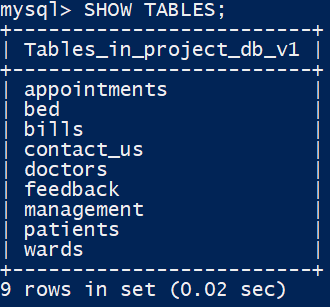 mysql> SHOW TABLES;
+---------------------------+
| Tables_in_project_db_v1 |
+---------------------------+
| appointments |
| bed |
| bills |
| contact_us |
| doctors |
| feedback |
| management |
| patients |
| wards |
+---------------------------+
9 rows in set (0.02 sec)